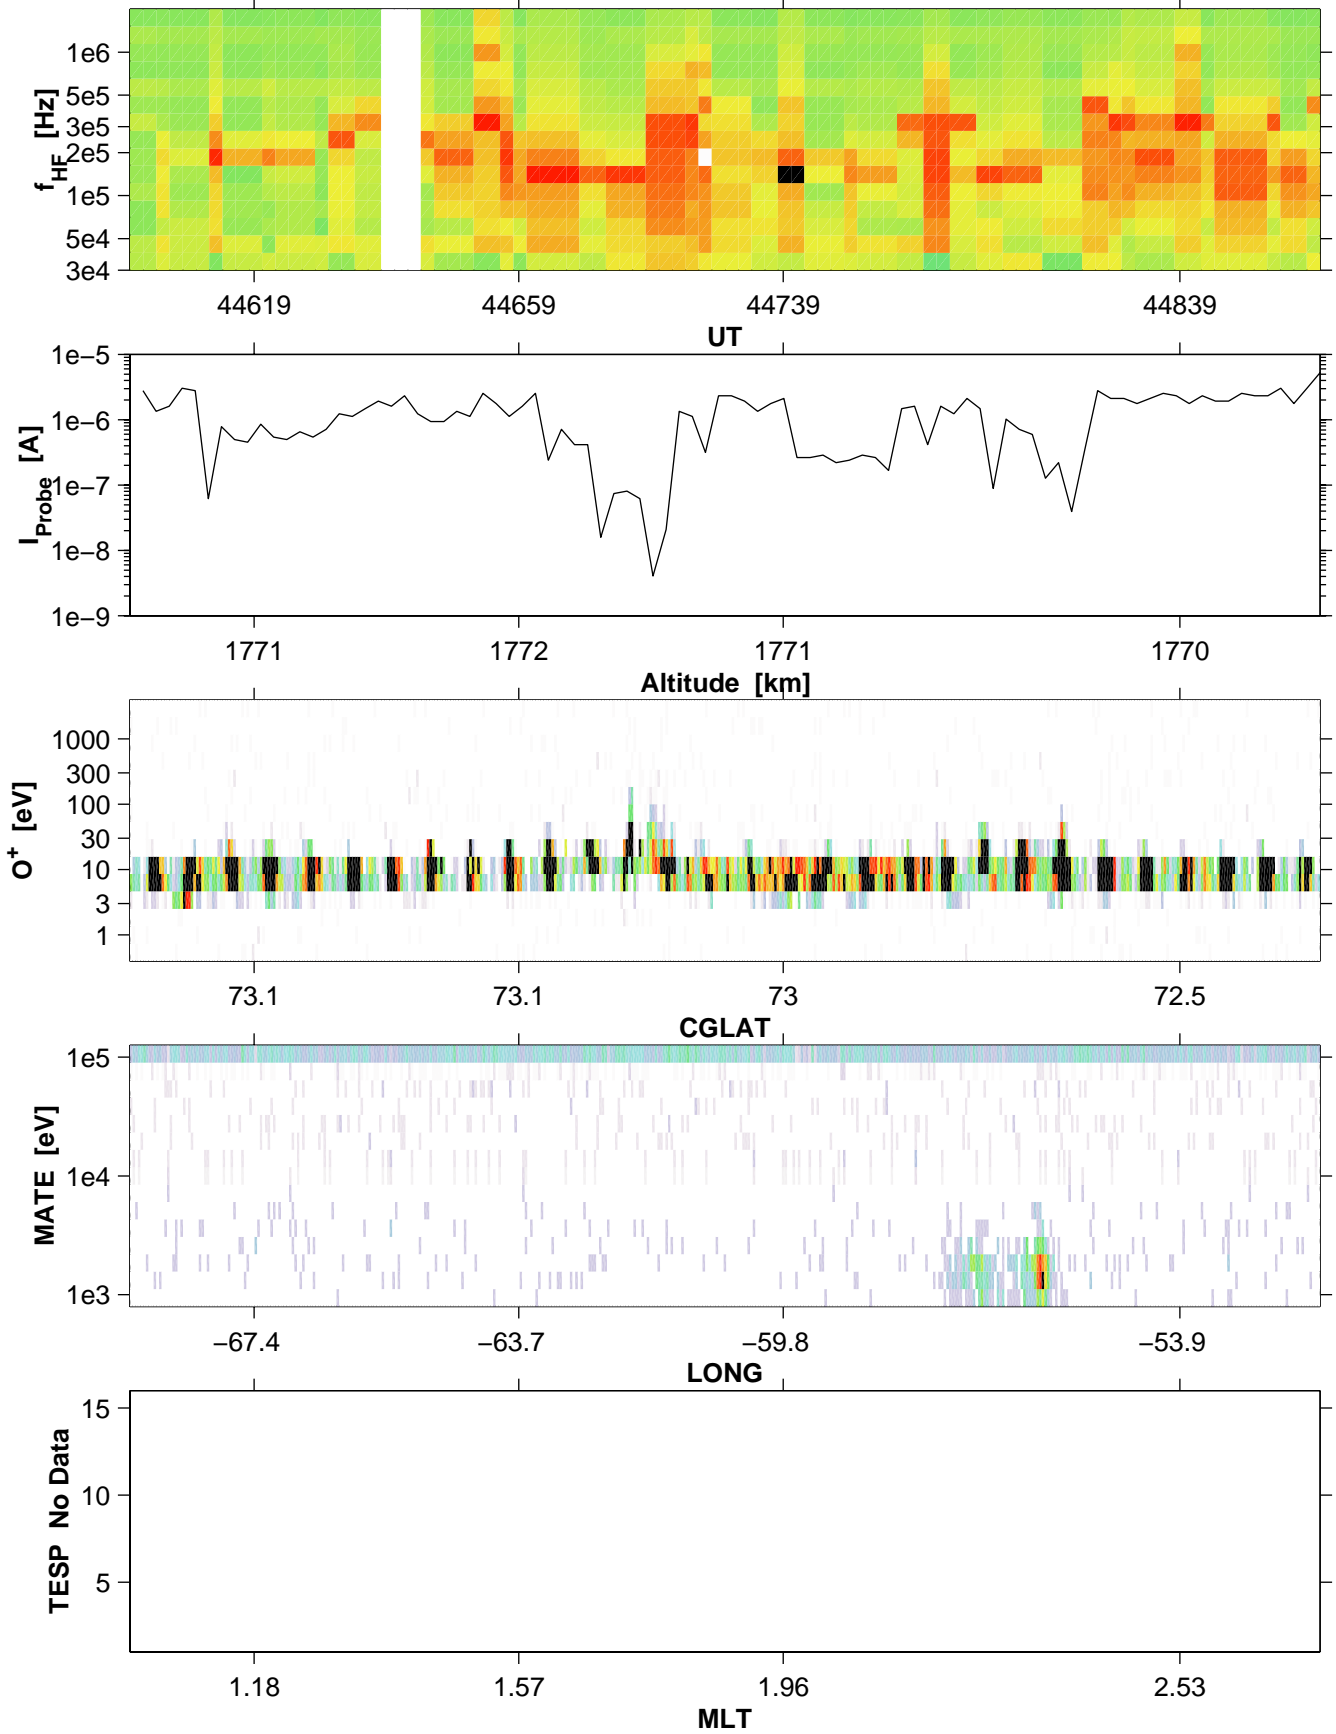 f_HF [Hz]
1e6
5e5
3e5
2e5
1e5
5e4
3e4
44619 44659 44739 44839
UT
I_Probe [A]
1e−5
1e−6
1e−7
1e−8
1e−9
1771 1772 1771 1770
Altitude [km]
O+ [eV]
1000
300
100
30
10
3
1
73.1 73.1 73 72.5
CGLAT
MATE [eV]
1e5
1e4
1e3
−67.4 −63.7 −59.8 −53.9
LONG
TESP No Data
15
10
5
1.18 1.57 1.96 2.53
MLT